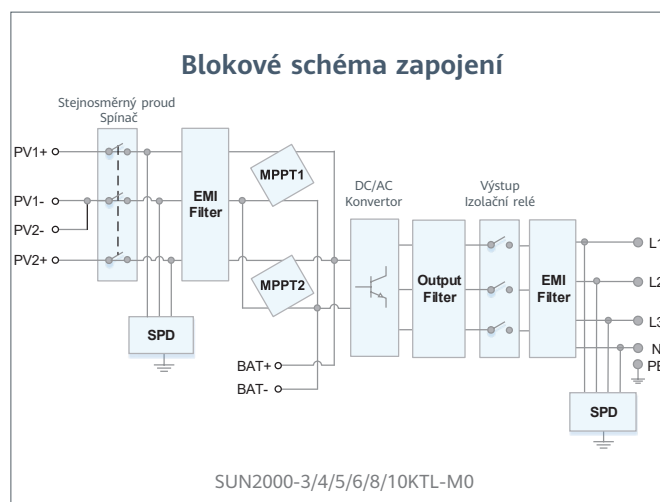 Blokové schéma zapojení
Stejnosměrný proud
Spínač
PV1+
PV1-
PV2-
PV2+
EMI
Filter
MPPT1
MPPT2
SPD
BAT+
BAT-
DC/AC
Konvertor
Output
Filter
Výstup
Izolační relé
EMI
Filter
L1
L2
L3
N
PE
SPD
SUN2000-3/4/5/6/8/10KTL-M0